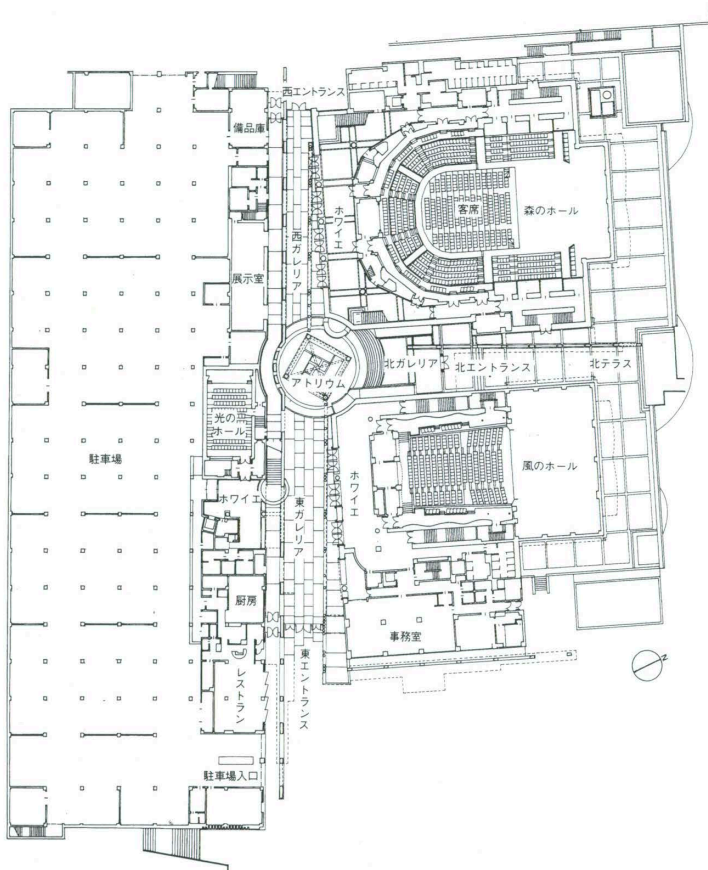 西エントランス
備品庫
ホワイエ
客席
森のホール
西ガレリア
展示室
アトリウム
北ガレリア
北エントランス
北テラス
光の
ホール
駐車場
ホワイエ
東ガレリア
ホワイエ
風のホール
厨房
事務室
レストラン
東エントランス
駐車場入口
N